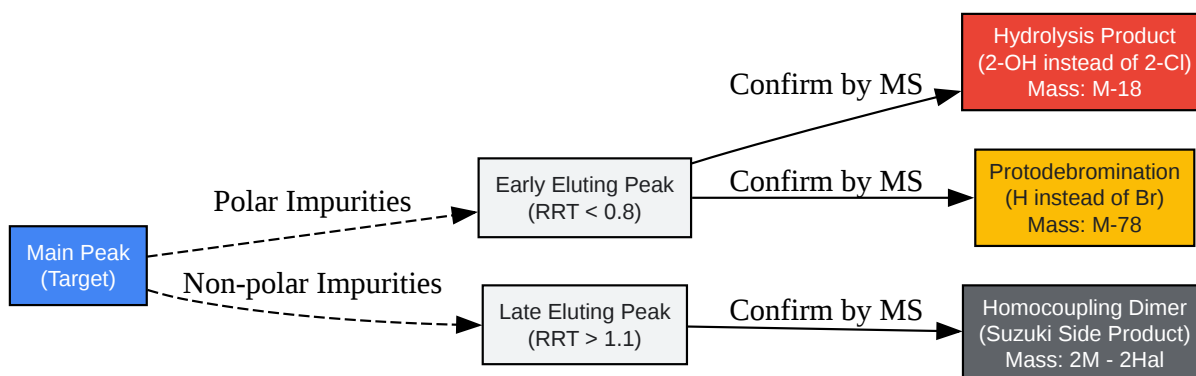 Main Peak
(Target)
Polar Impurities
Non-polar Impurities
Early Eluting Peak
(RRT < 0.8)
Late Eluting Peak
(RRT > 1.1)
Confirm by MS
Confirm by MS
Confirm by MS
Hydrolysis Product
(2-OH instead of 2-Cl)
Mass: M-18
Protodebromination
(H instead of Br)
Mass: M-78
Homocoupling Dimer
(Suzuki Side Product)
Mass: 2M - 2Hal